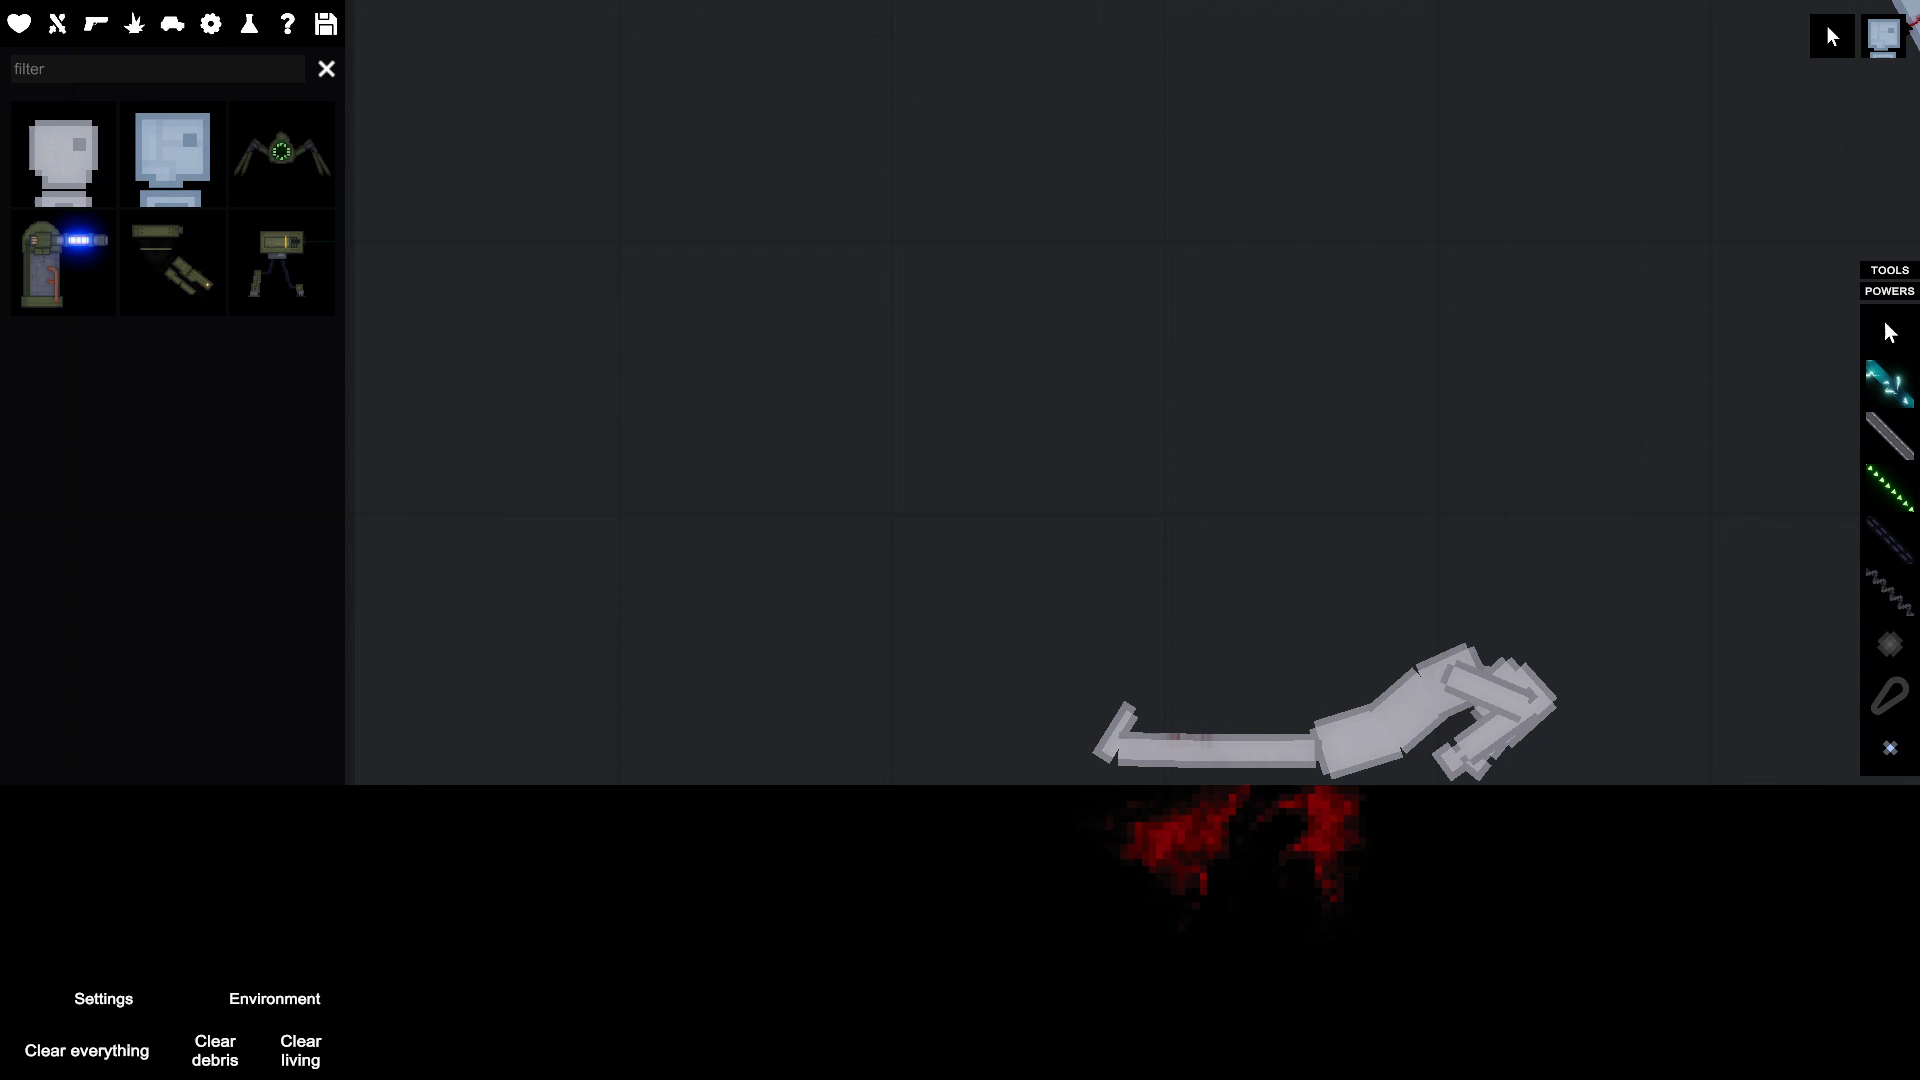 filter
TOOLS
POWERS
Settings
Environment
Clear everything
Clear
debris
Clear
living